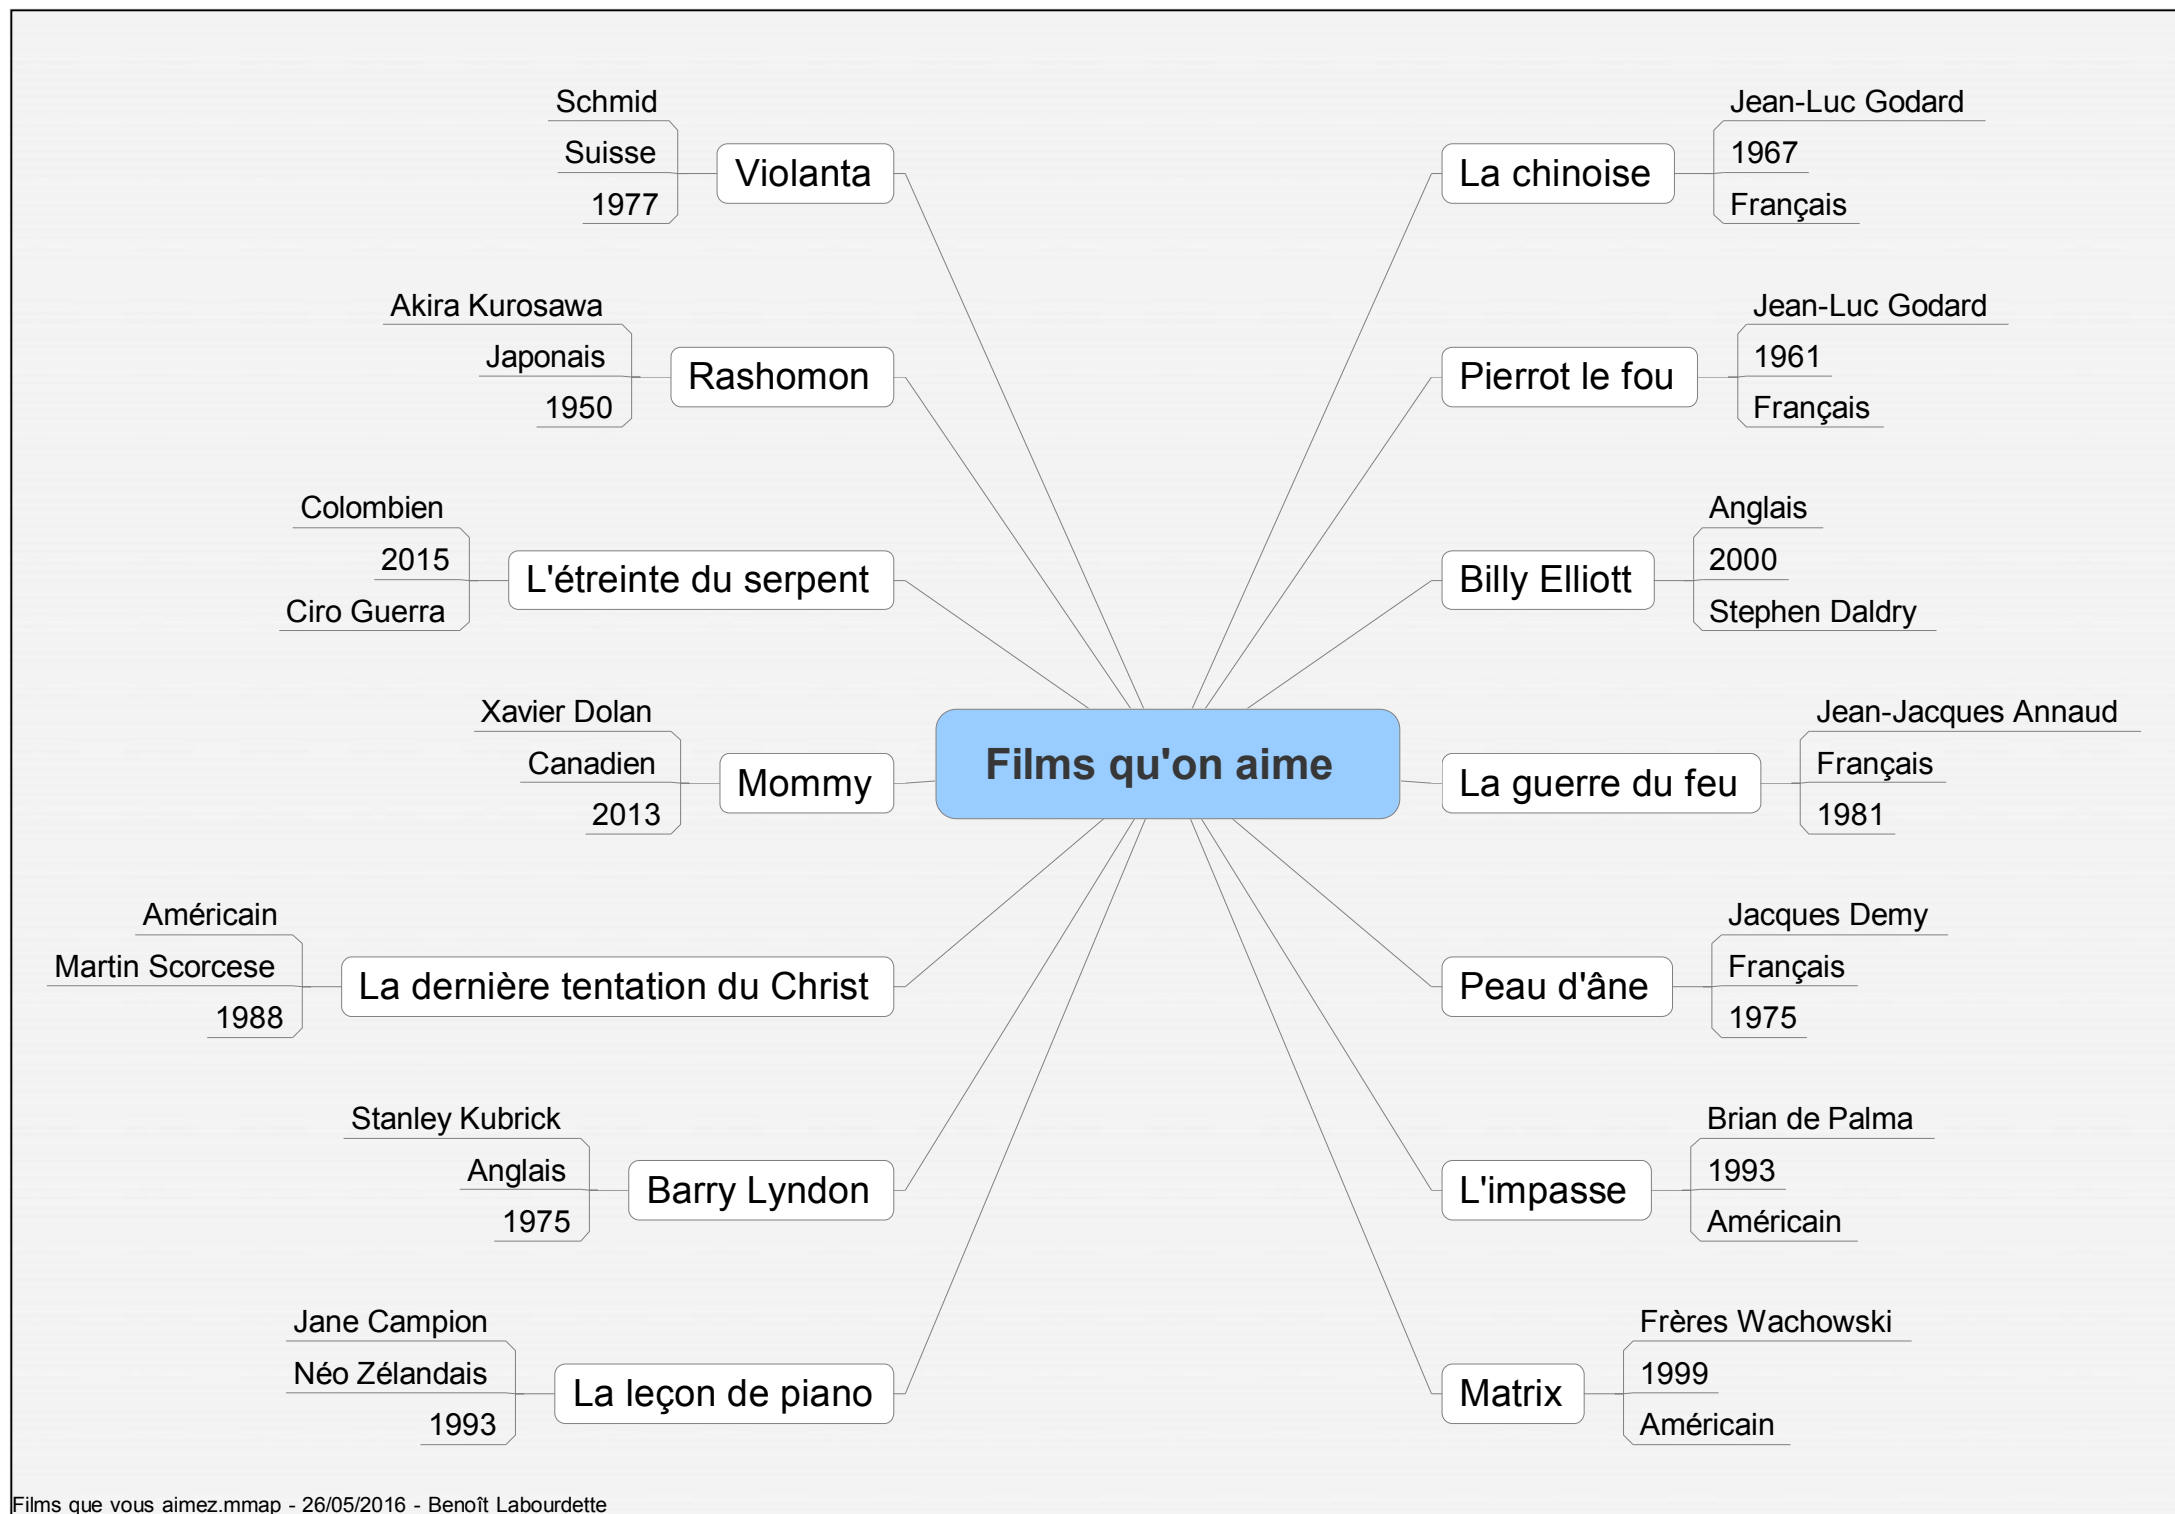 Films qu'on aime
La chinoise
Jean-Luc Godard
1967
Français
Pierrot le fou
Jean-Luc Godard
1961
Français
Billy Elliott
Anglais
2000
Stephen Daldry
La guerre du feu
Jean-Jacques Annaud
Français
1981
Peau d'âne
Jacques Demy
Français
1975
L'impasse
Brian de Palma
1993
Américain
Matrix
Frères Wachowski
1999
Américain
Violanta
Schmid
Suisse
1977
Rashomon
Akira Kurosawa
Japonais
1950
L'étreinte du serpent
Colombien
2015
Ciro Guerra
Mommy
Xavier Dolan
Canadien
2013
La dernière tentation du Christ
Américain
Martin Scorcese
1988
Barry Lyndon
Stanley Kubrick
Anglais
1975
La leçon de piano
Jane Campion
Néo Zélandais
1993
Films que vous aimez.mmap - 26/05/2016 - Benoît Labourdette